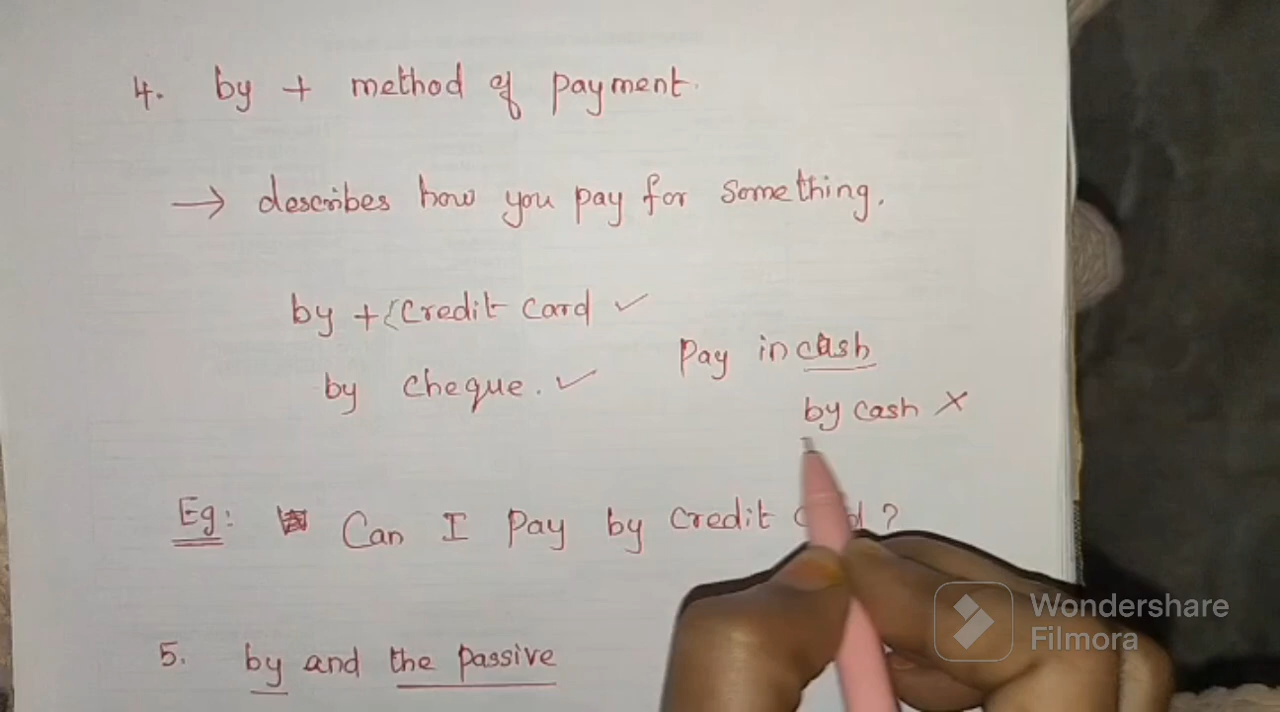 4. by + method of payment.
→ describes how you pay for something.
by + {Credit Card ✓
by cheque. ✓
Pay in cash
by cash ✗
Eg: Can I Pay by Credit ?
5. by and the passive
Wondershare
Filmora